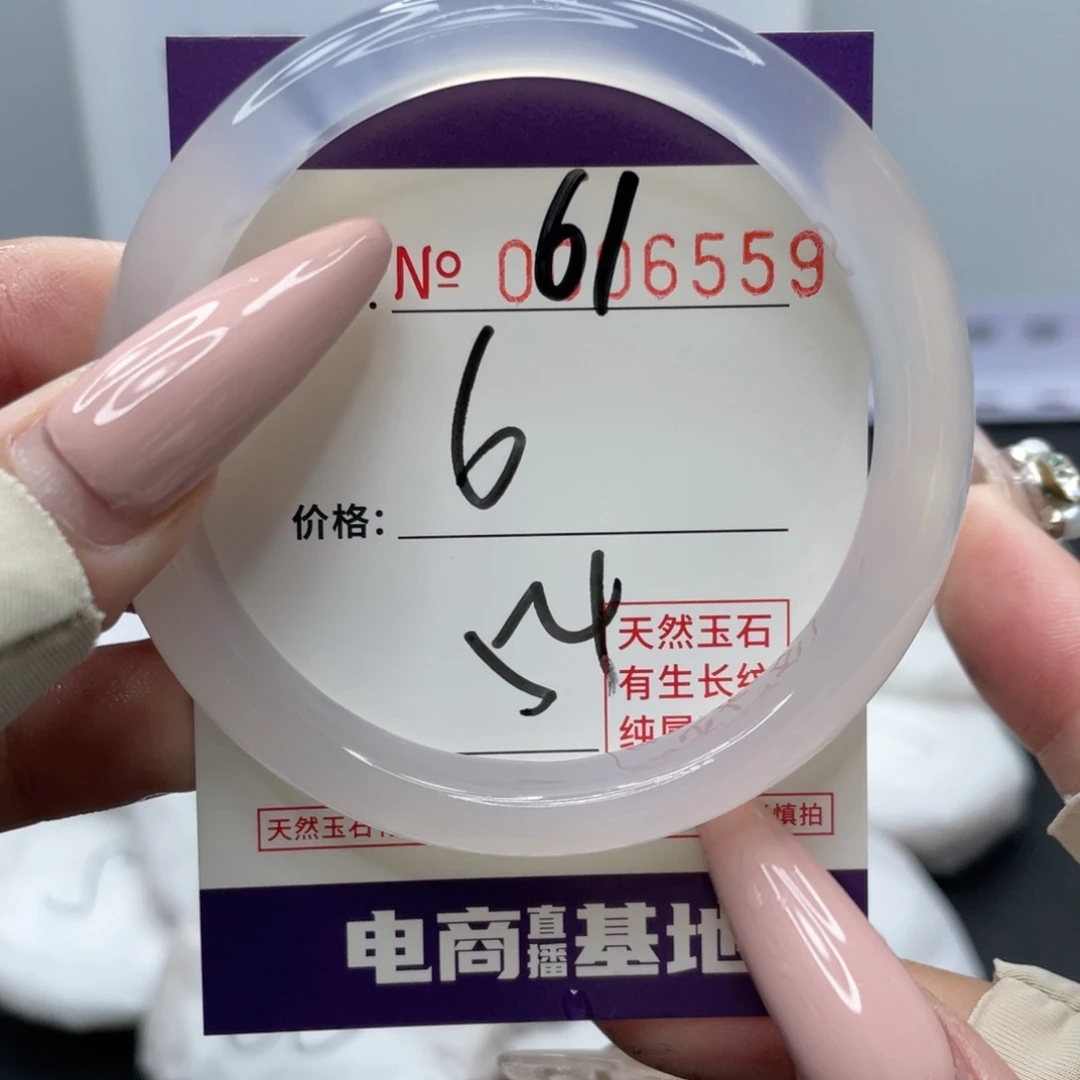 61
№ 0006559
6
价格：
54
天然玉石
有生长纹
纯属
天然玉石
慎拍
电商直播基地